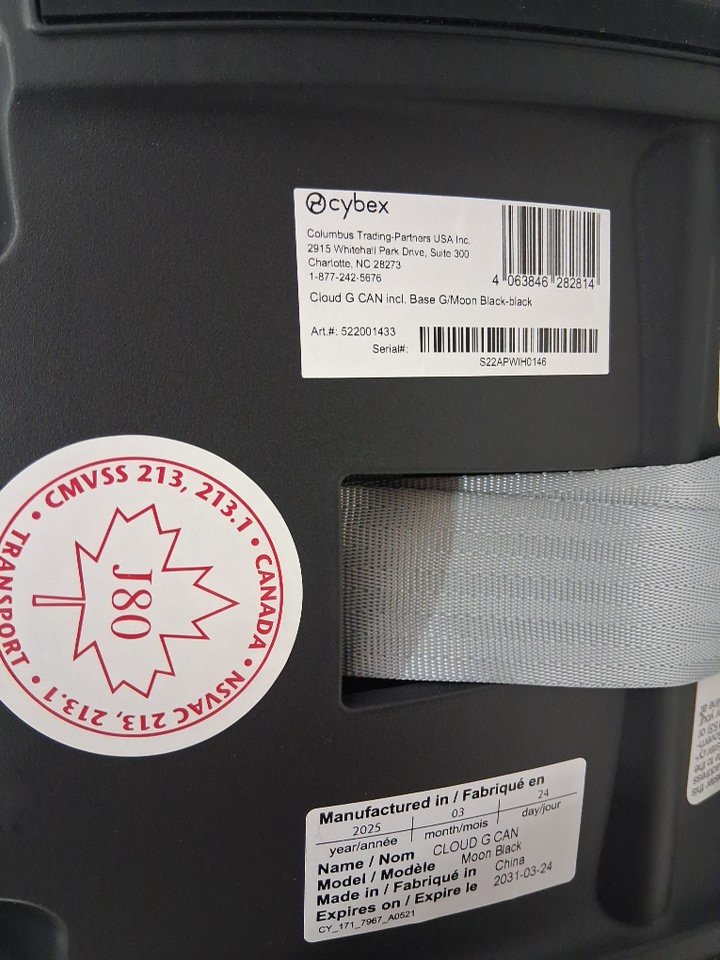 cybex
Columbus Trading-Partners USA Inc.
2915 Whitehall Park Drive, Suite 300
Charlotte, NC 28273
1-877-242-5676
4 063846 282814
Cloud G CAN incl. Base G/Moon Black-black
Art.#: 522001433
Serial#:
S22APWIH0146
TRANSPORT • CMVSS 213, 213.1 • CANADA • NSVAC 213, 213.1 •
J80
Manufactured in / Fabriqué en
2025 03 24
year/année month/mois day/jour
Name / Nom CLOUD G CAN
Model / Modèle Moon Black
Made in / Fabriqué in China
Expires on / Expire le 2031-03-24
CY_171_7967_A0521